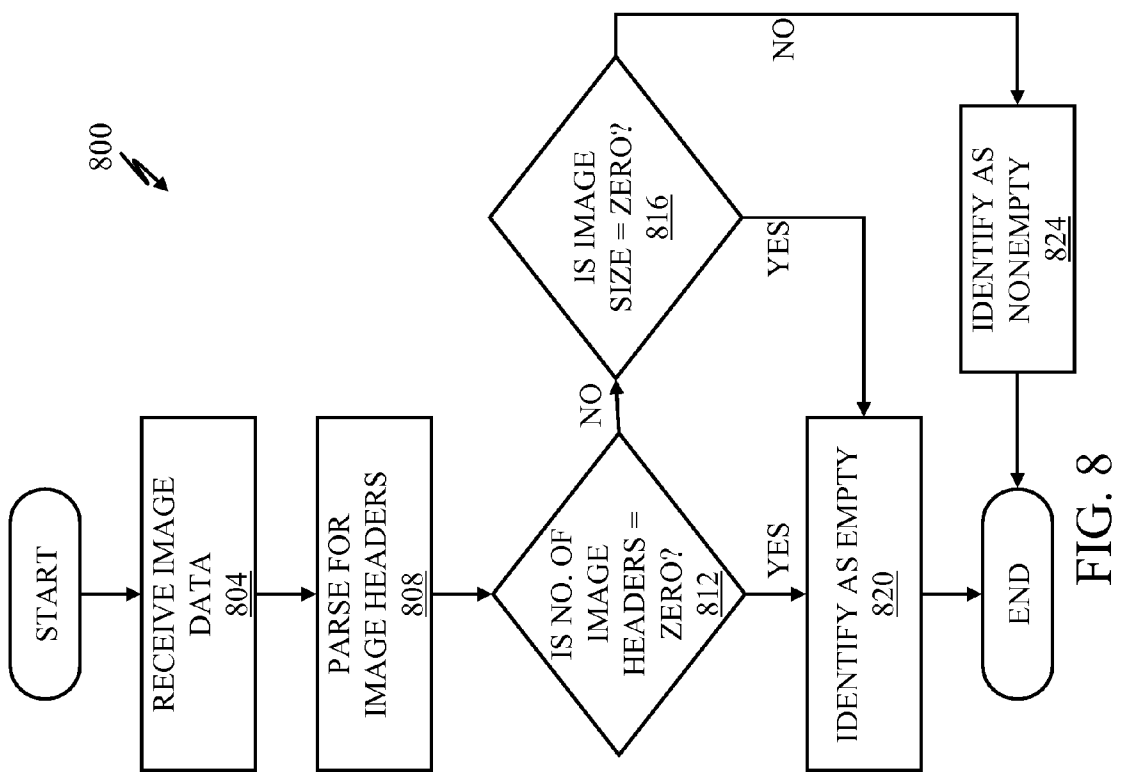 800
START
RECEIVE IMAGE
DATA
804
PARSE FOR
IMAGE HEADERS
808
IS NO. OF
IMAGE
HEADERS =
ZERO?
812
NO
IS IMAGE
SIZE = ZERO?
816
NO
YES
YES
IDENTIFY AS EMPTY
820
IDENTIFY AS
NONEMPTY
824
END
FIG. 8